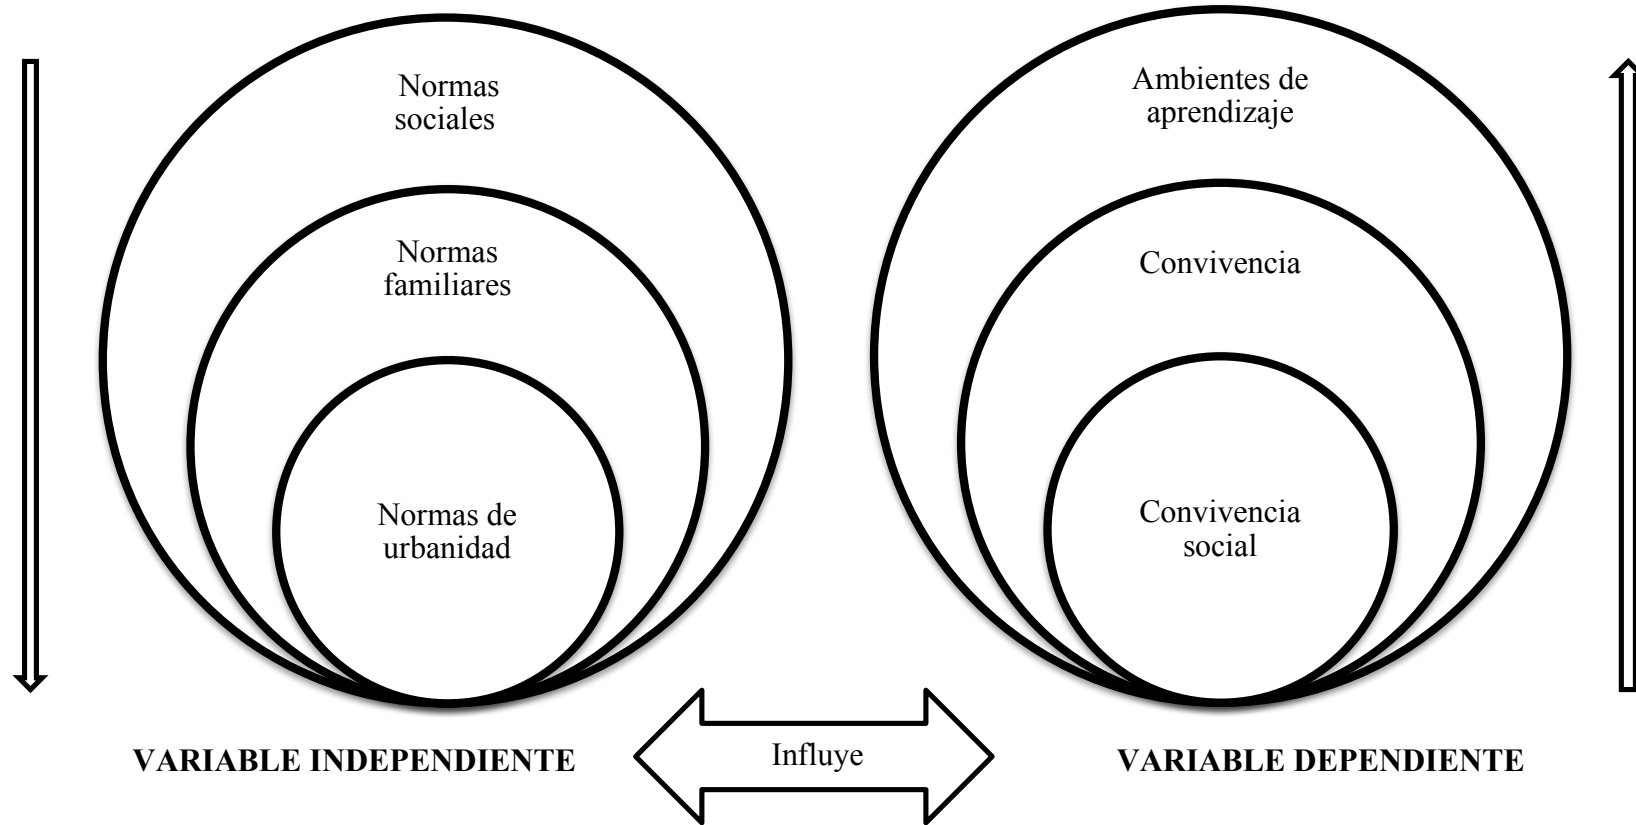 Normas
sociales
Normas
familiares
Normas de
urbanidad
Ambientes de
aprendizaje
Convivencia
Convivencia
social
VARIABLE INDEPENDIENTE
Influye
VARIABLE DEPENDIENTE